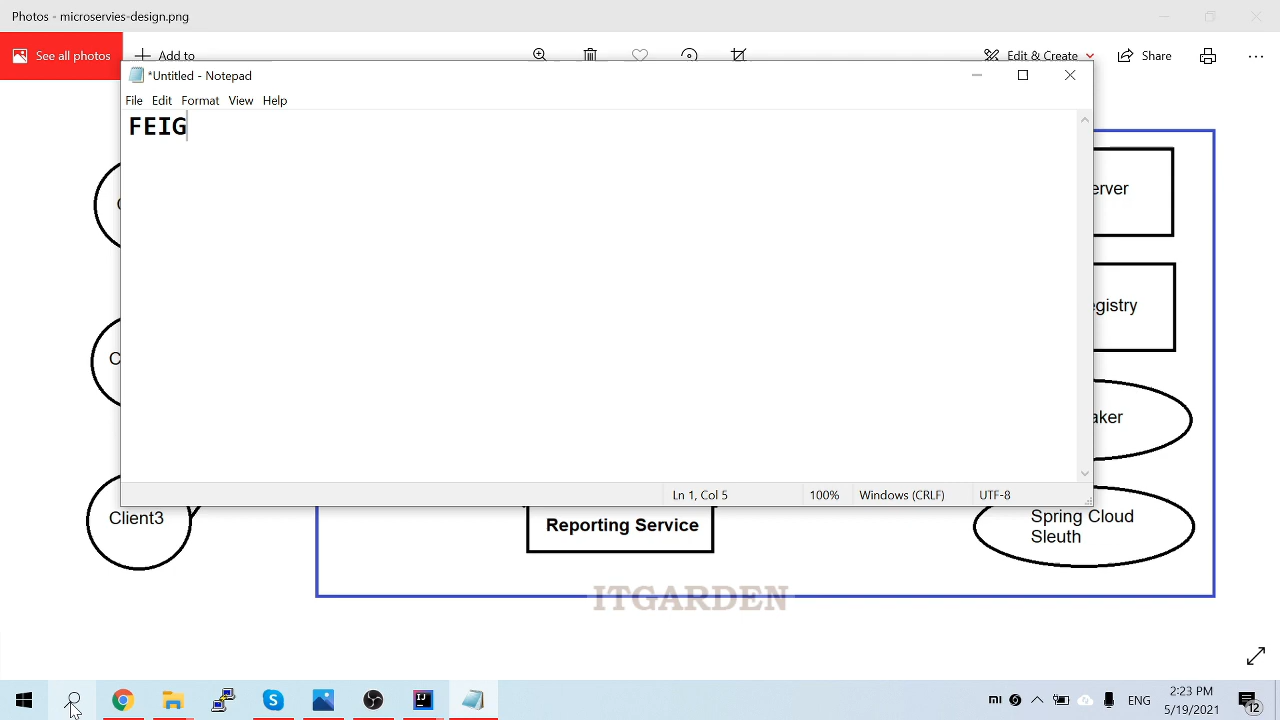 Photos - microservies-design.png
See all photos
Add to
Edit & Create
Share
*Untitled - Notepad
File Edit Format View Help
FEIG
erver
egistry
aker
Client3
Reporting Service
Spring Cloud
Sleuth
Ln 1, Col 5
100%
Windows (CRLF)
UTF-8
ITGARDEN
ENG
2:23 PM
5/19/2021
12